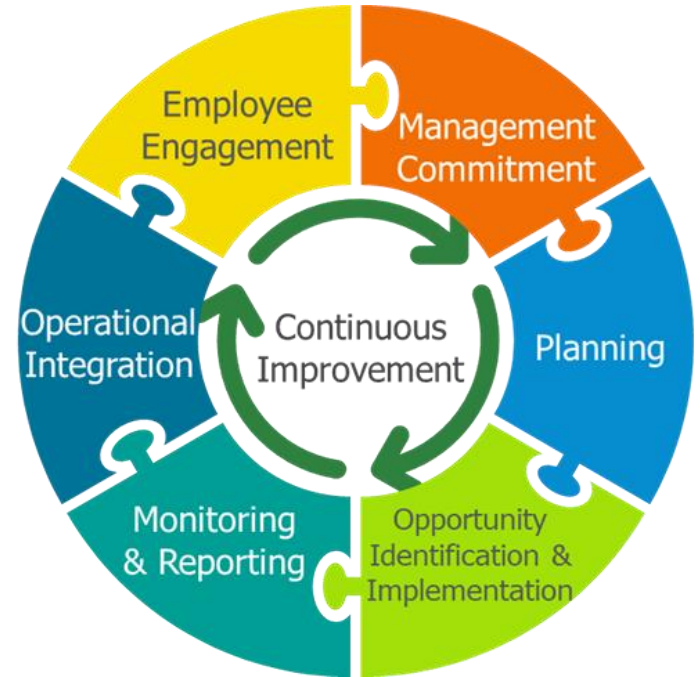 Employee
Engagement
Management
Commitment
Operational
Integration
Continuous
Improvement
Planning
Monitoring
& Reporting
Opportunity
Identification &
Implementation